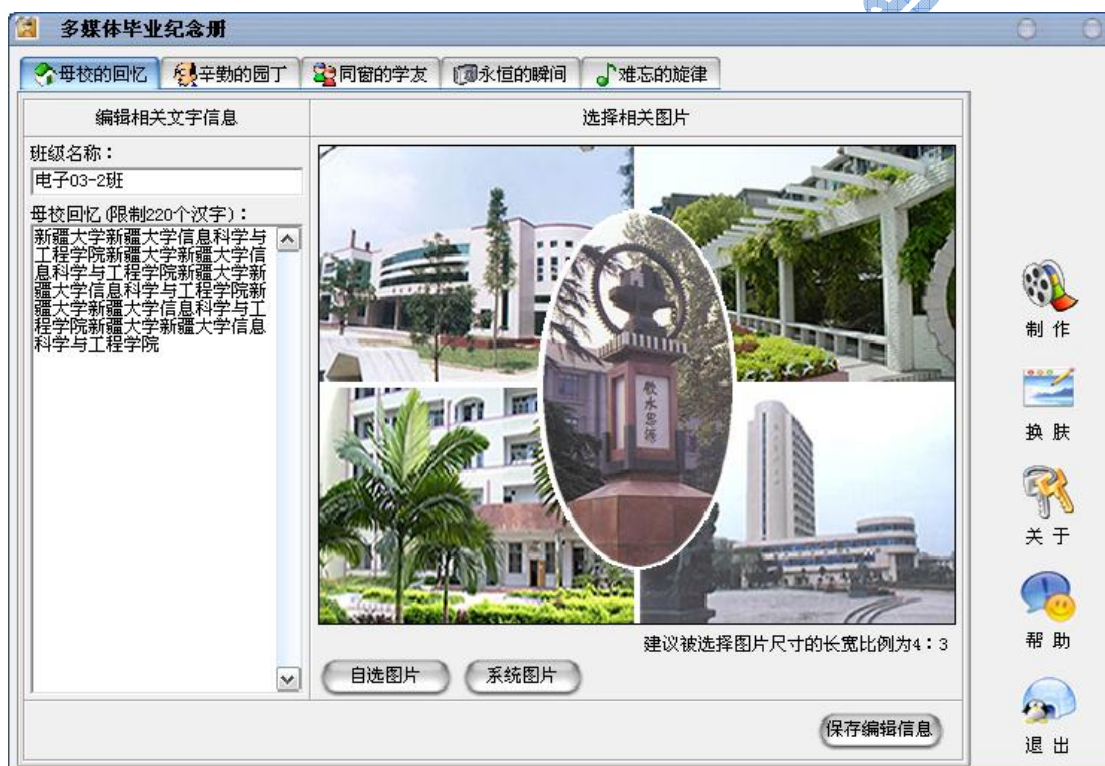 多媒体毕业纪念册
母校的回忆 辛勤的园丁 同窗的学友 永恒的瞬间 难忘的旋律
编辑相关文字信息
选择相关图片
班级名称：
电子03-2班
母校回忆(限制220个汉字)：
新疆大学新疆大学信息科学与
工程学院新疆大学新疆大学信
息科学与工程学院新疆大学新
疆大学信息科学与工程学院新
疆大学新疆大学信息科学与工
程学院新疆大学新疆大学信息
科学与工程学院
建议被选择图片尺寸的长宽比例为4：3
自选图片
系统图片
保存编辑信息
制 作
换 肤
关 于
帮 助
退 出